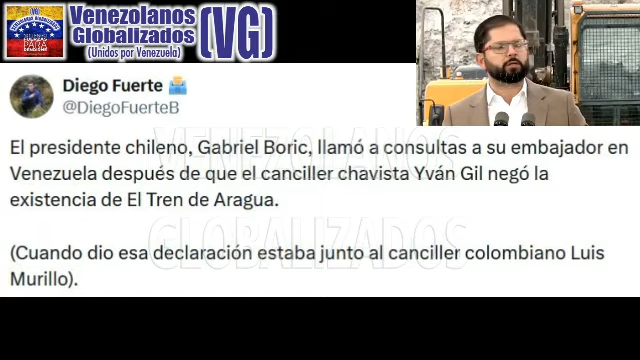 Venezolanos
Globalizados
(Unidos por Venezuela)
(VG)
Diego Fuerte
@DiegoFuerteB
El presidente chileno, Gabriel Boric, llamó a consultas a su embajador en
Venezuela después de que el canciller chavista Yván Gil negó la
existencia de El Tren de Aragua.
(Cuando dio esa declaración estaba junto al canciller colombiano Luis
Murillo).
VENEZOLANOS
GLOBALIZADOS